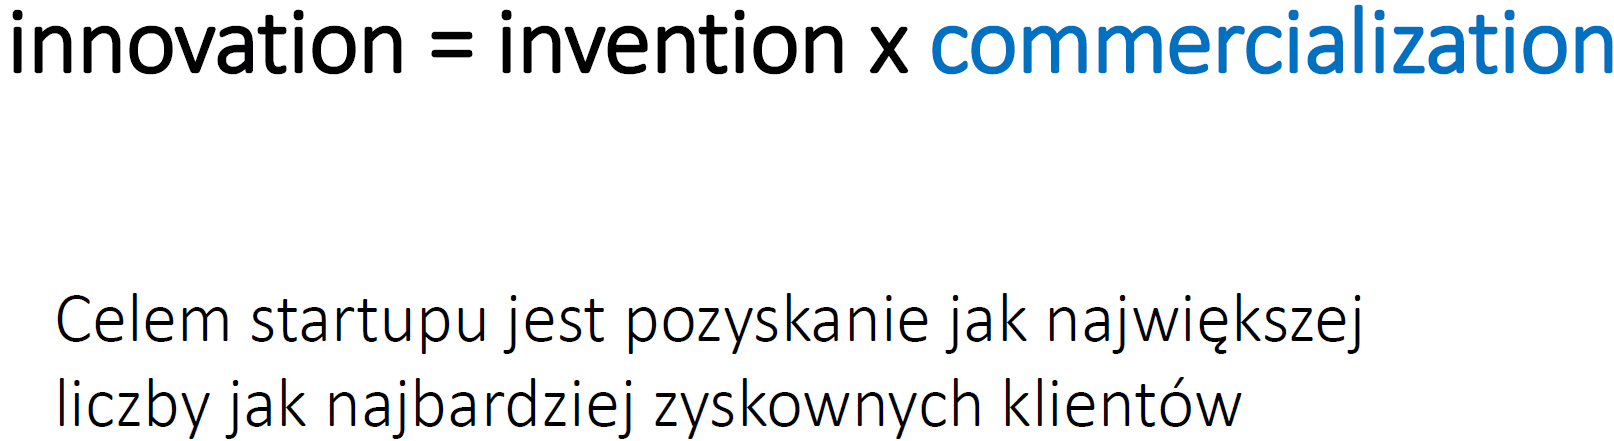 innovation = invention x commercialization
Celem startupu jest pozyskanie jak największej
liczby jak najbardziej zyskownych klientów